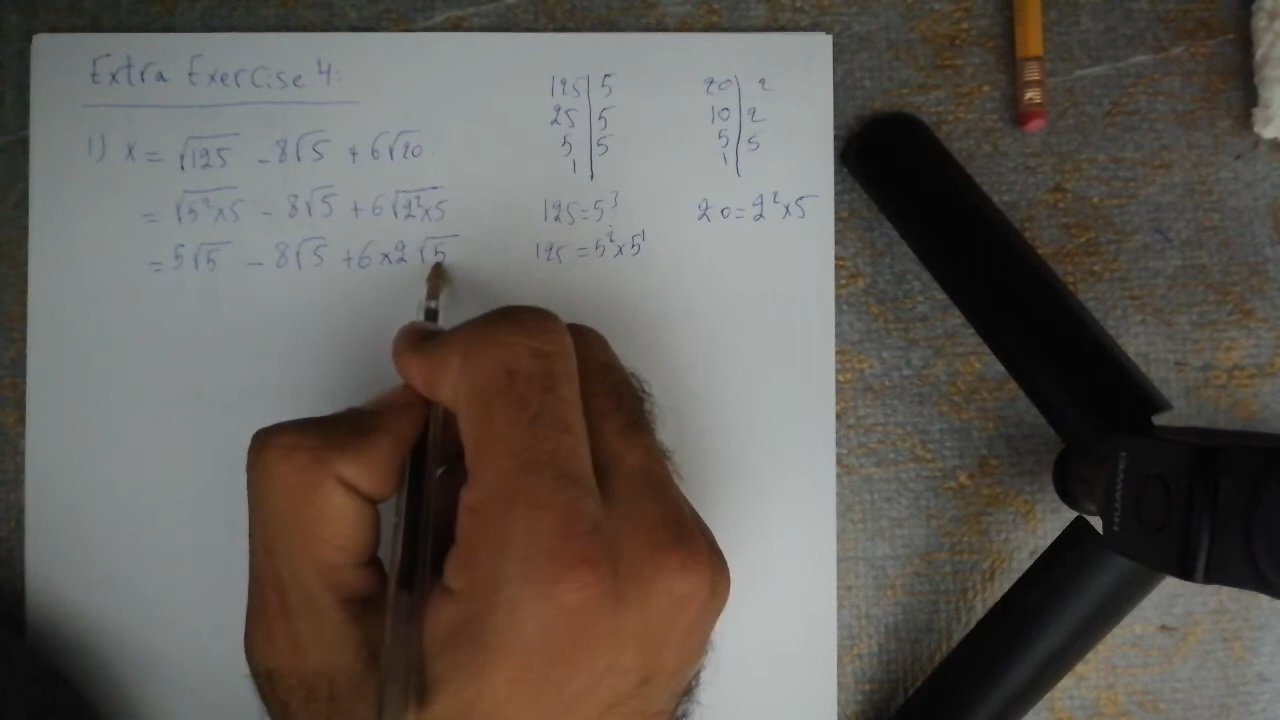 Extra Exercise 4:
1) x = √125 - 8√5 + 6√20
= √5²x5 - 8√5 + 6√2²x5
= 5√5 - 8√5 + 6x2√5
125 | 5
25 | 5
5 | 5
1
125 = 5³
125 = 5²x5¹
20 | 2
10 | 2
5 | 5
1
20 = 2²x5
HUAWEI